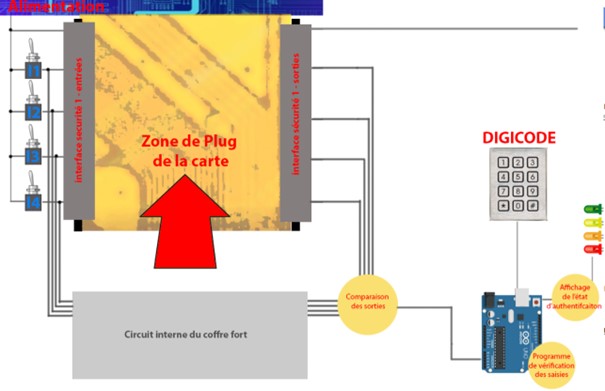 Alimentation
I1
I2
I3
I4
interface securité 1 - entrées
Zone de Plug
de la carte
interface sécurité 1 - sorties
DIGICODE
1 2 3
4 5 6
7 8 9
* 0 #
Comparaison
des sorties
Affichage
de l'état
d'authentifcaiton
Circuit interne du coffre fort
Programme
de vérification
des saisies